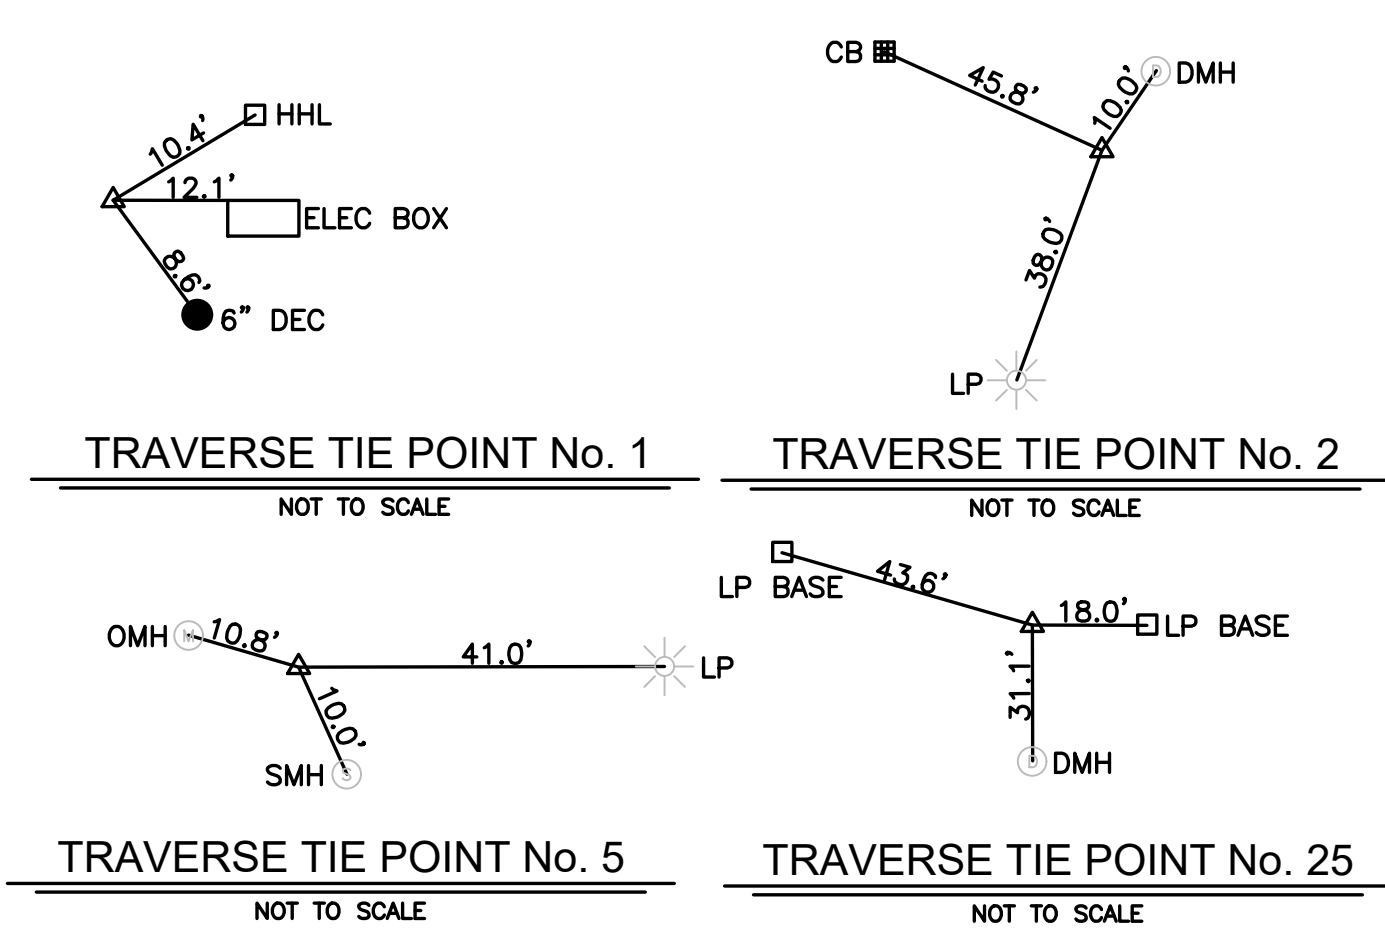 HHL
10.4’
12.1’
ELEC BOX
8.6’
6” DEC
TRAVERSE TIE POINT No. 1
NOT TO SCALE
CB
45.8’
10.0’
D
DMH
38.0’
LP
TRAVERSE TIE POINT No. 2
NOT TO SCALE
OMH
M
10.8’
41.0’
LP
10.0’
SMH
S
TRAVERSE TIE POINT No. 5
NOT TO SCALE
LP BASE
43.6’
18.0’
LP BASE
31.1’
D
DMH
TRAVERSE TIE POINT No. 25
NOT TO SCALE